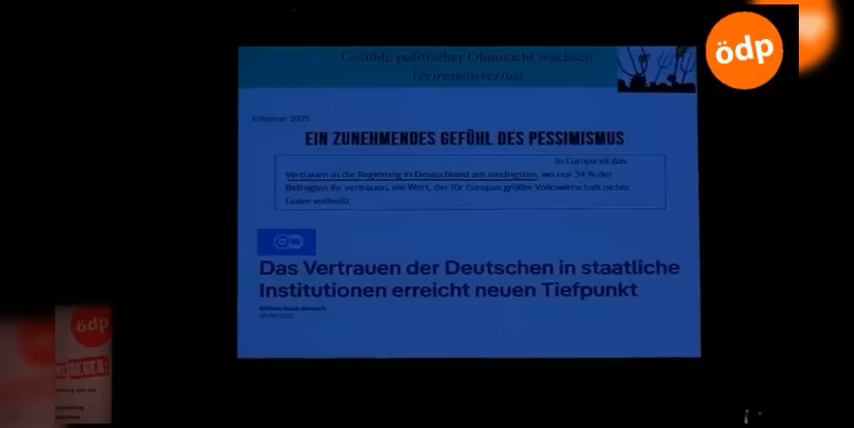 Gefühle politischer Ohnmacht wachsen
Vertrauensverlust
ödp
Edelman 2023
EIN ZUNEHMENDES GEFÜHL DES PESSIMISMUS
In Europa ist das
Vertrauen in die Regierung in Deutschland am niedrigsten, wo nur 34 % der
Befragten ihr vertrauen, ein Wert, der für Europas größte Volkswirtschaft nichts
Gutes verheißt
Das Vertrauen der Deutschen in staatliche
Institutionen erreicht neuen Tiefpunkt
ödp
GEGEN